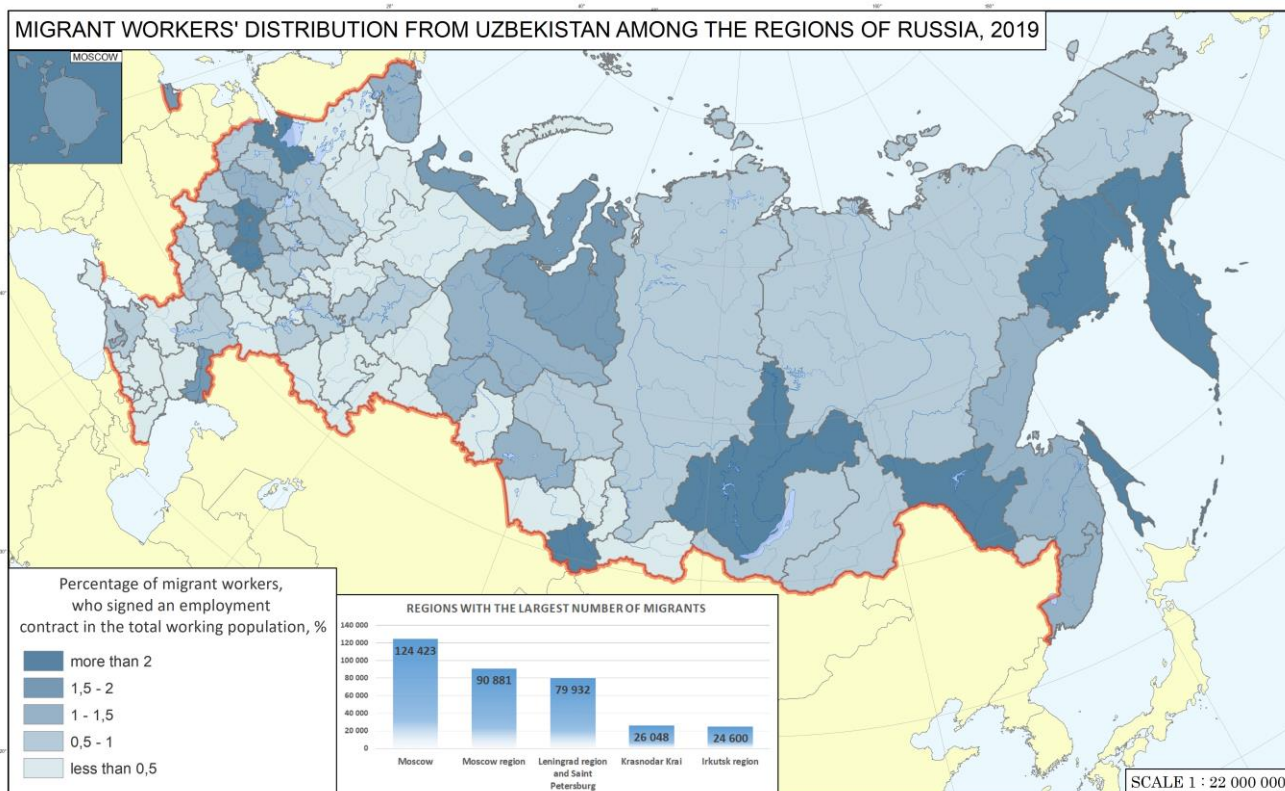 MIGRANT WORKERS' DISTRIBUTION FROM UZBEKISTAN AMONG THE REGIONS OF RUSSIA, 2019
MOSCOW
Percentage of migrant workers,
who signed an employment
contract in the total working population, %
more than 2
1,5 - 2
1 - 1,5
0,5 - 1
less than 0,5
REGIONS WITH THE LARGEST NUMBER OF MIGRANTS
140 000
120 000
100 000
80 000
60 000
40 000
20 000
0
124 423
90 881
79 932
26 048
24 600
Moscow
Moscow region
Leningrad region
and Saint
Petersburg
Krasnodar Krai
Irkutsk region
SCALE 1 : 22 000 000